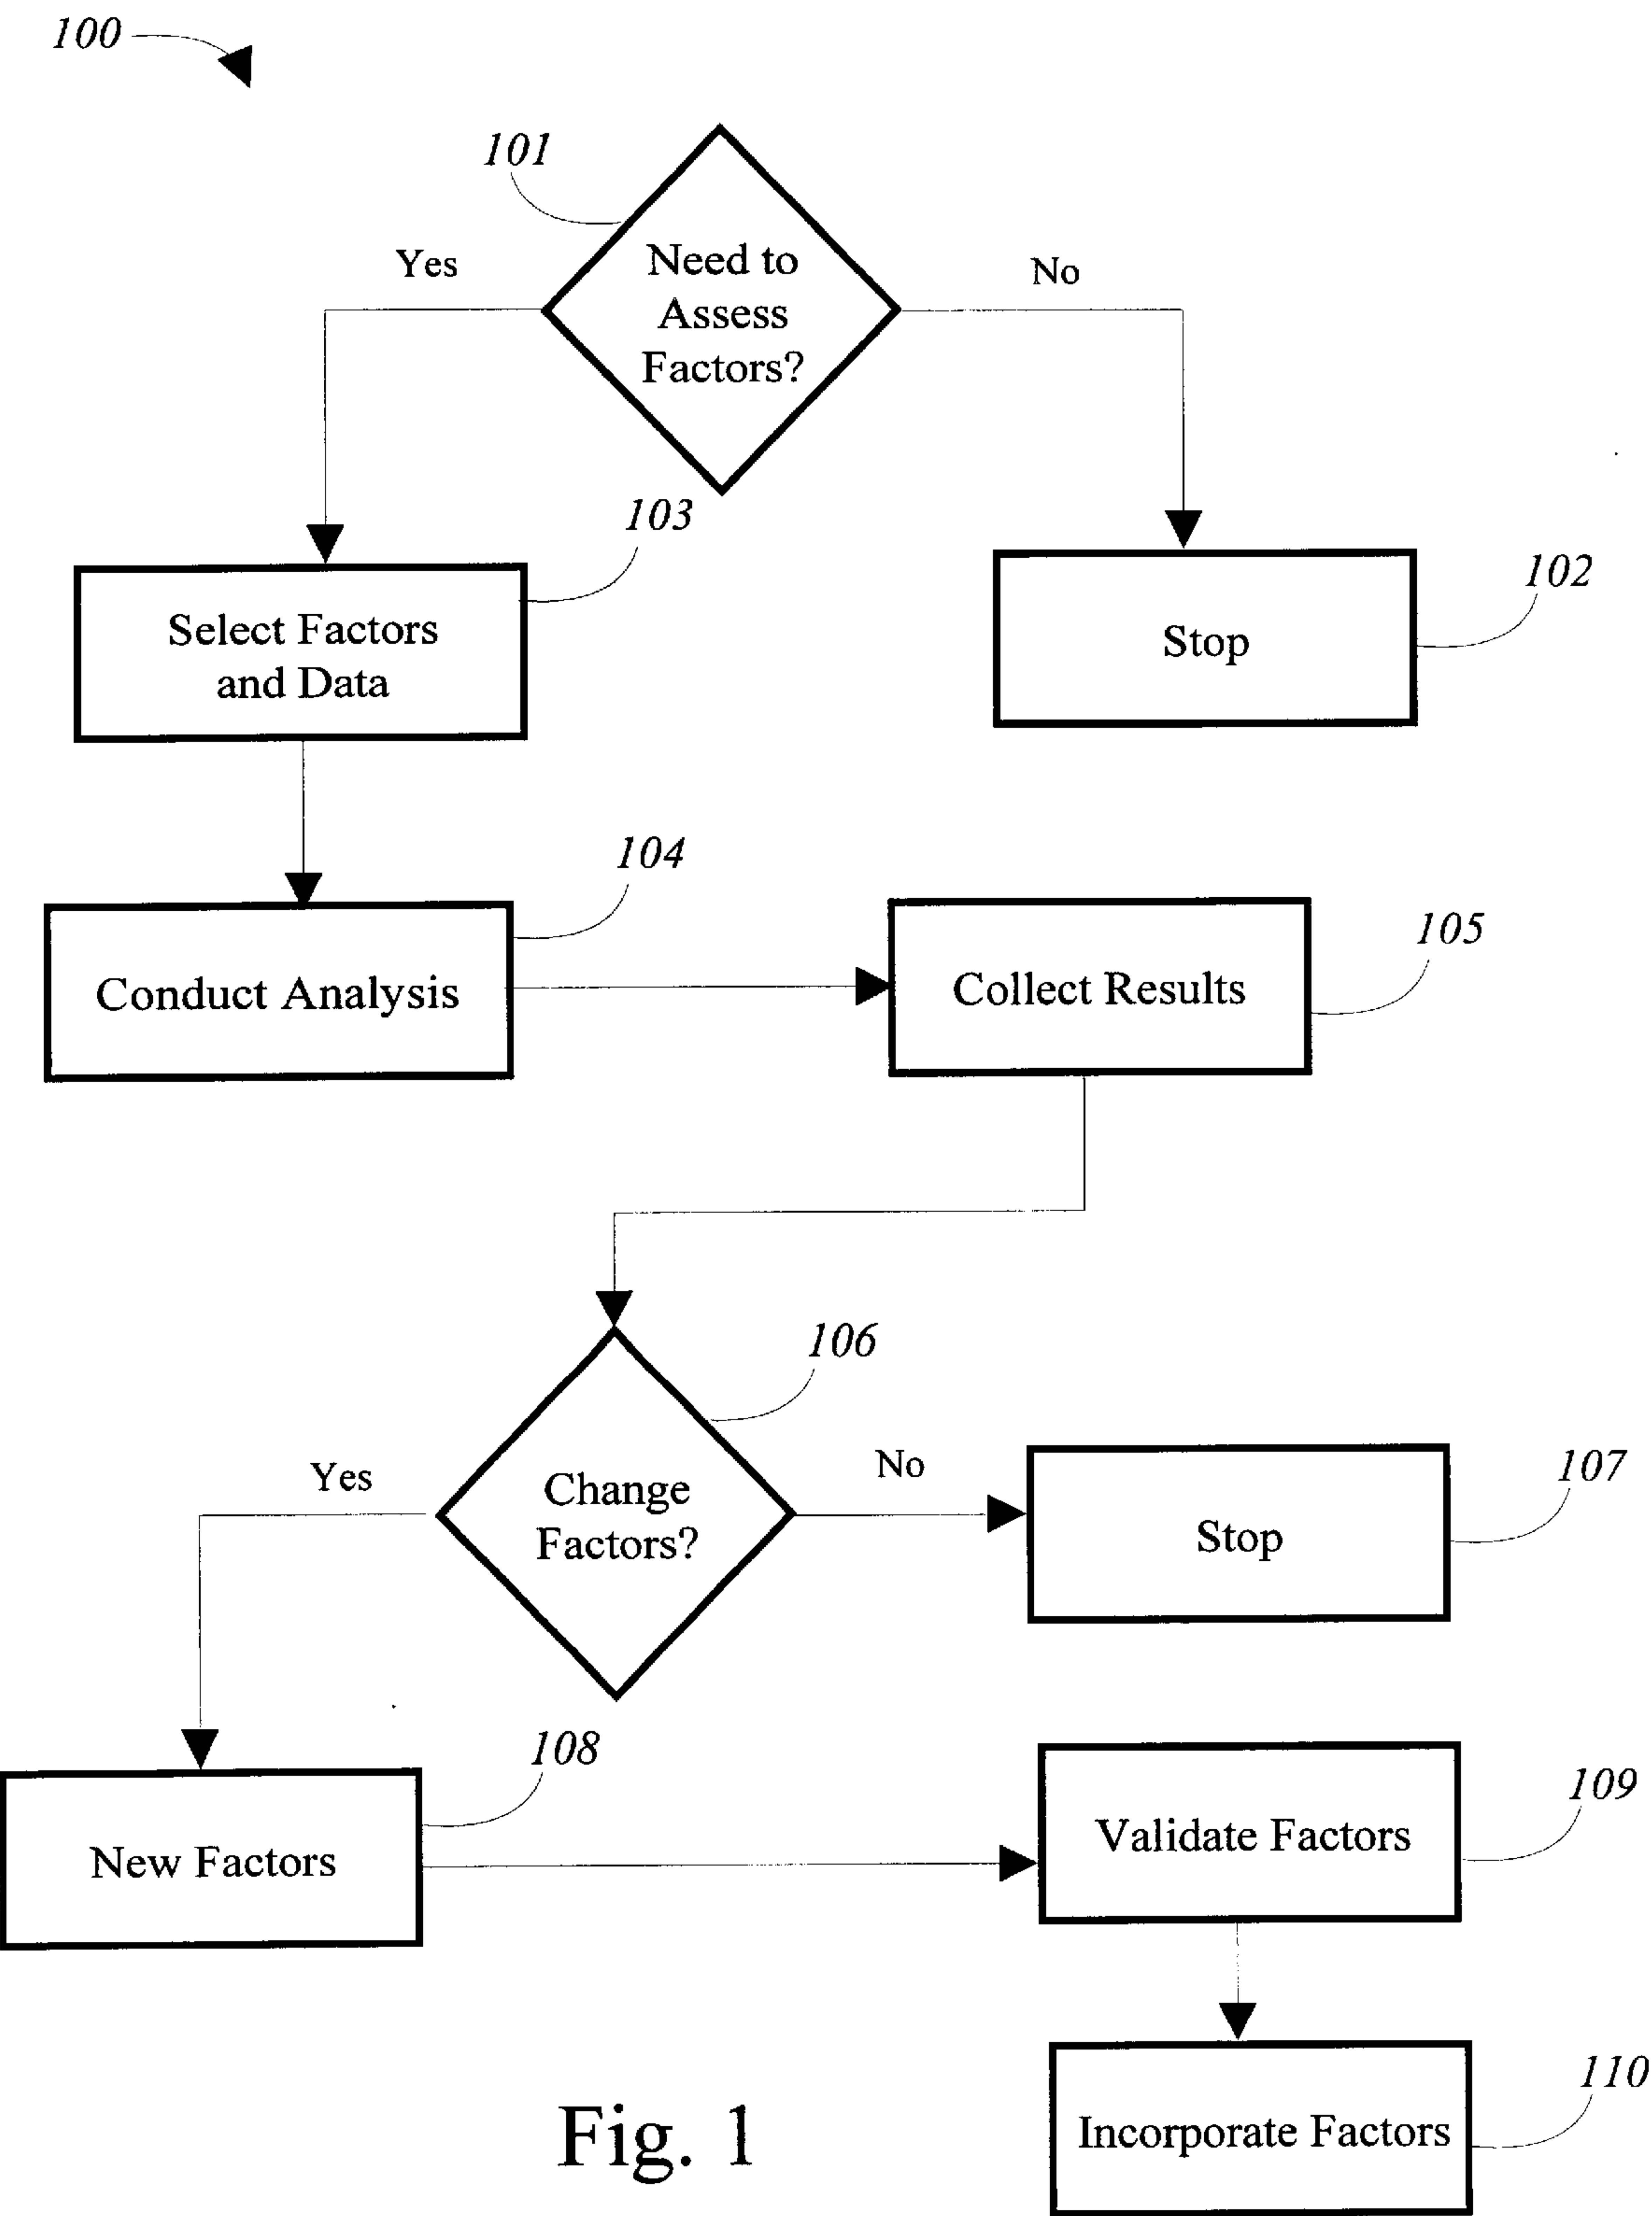 100
101
Yes
No
Need to
Assess
Factors?
103
102
Select Factors
and Data
Stop
104
105
Conduct Analysis
Collect Results
106
Yes
No
Change
Factors?
107
Stop
108
109
New Factors
Validate Factors
110
Incorporate Factors
Fig. 1